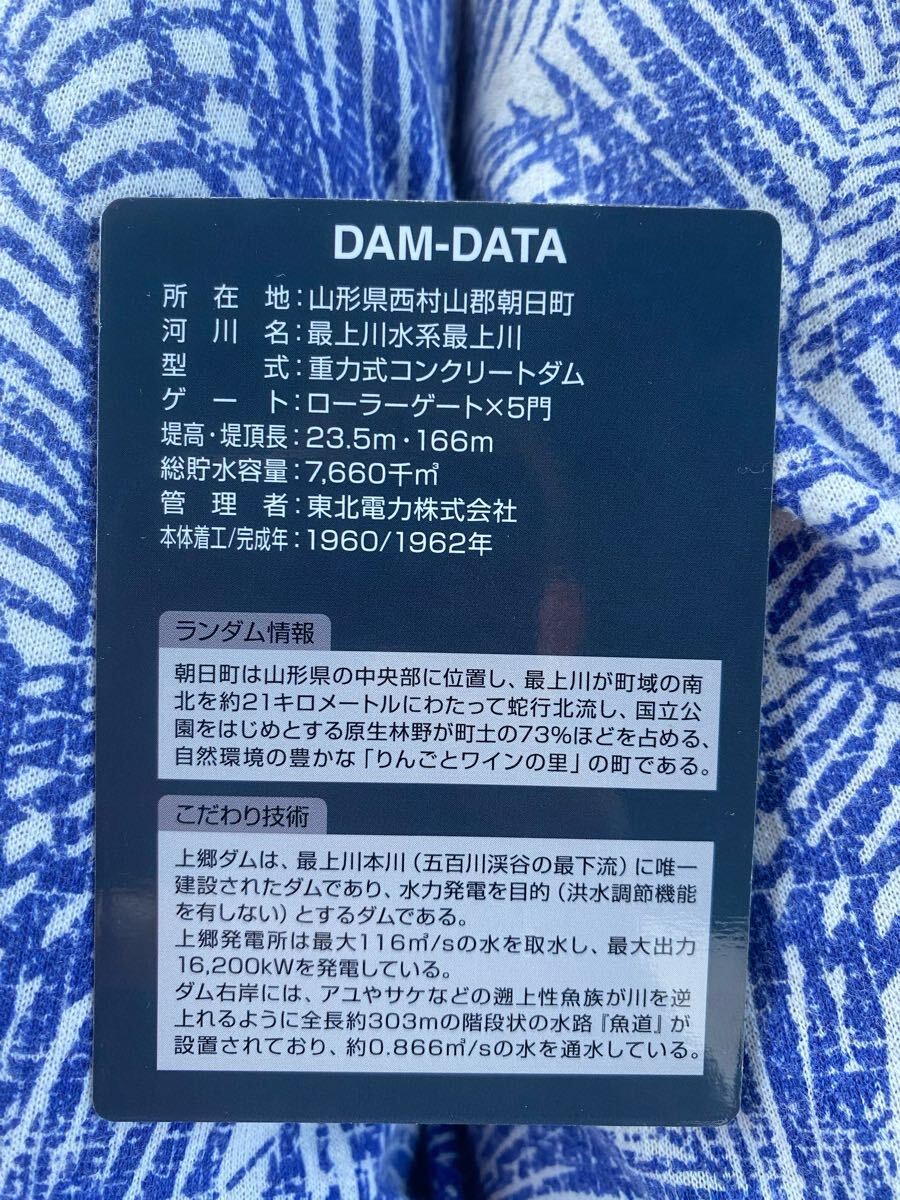 DAM-DATA
所在地：山形県西村山郡朝日町
河川名：最上川水系最上川
型式：重力式コンクリートダム
ゲート：ローラーゲート×5門
堤高・堤頂長：23.5m・166m
総貯水容量：7,660千㎥
管理者：東北電力株式会社
本体着工/完成年：1960/1962年
ランダム情報
朝日町は山形県の中央部に位置し、最上川が町域の南
北を約21キロメートルにわたって蛇行北流し、国立公
園をはじめとする原生林野が町土の73%ほどを占める、
自然環境の豊かな「りんごとワインの里」の町である。
こだわり技術
上郷ダムは、最上川本川（五百川渓谷の最下流）に唯一
建設されたダムであり、水力発電を目的（洪水調節機能
を有しない）とするダムである。
上郷発電所は最大116㎥/sの水を取水し、最大出力
16,200kWを発電している。
ダム右岸には、アユやサケなどの遡上性魚族が川を逆
上れるように全長約303mの階段状の水路『魚道』が
設置されており、約0.866㎥/sの水を通水している。